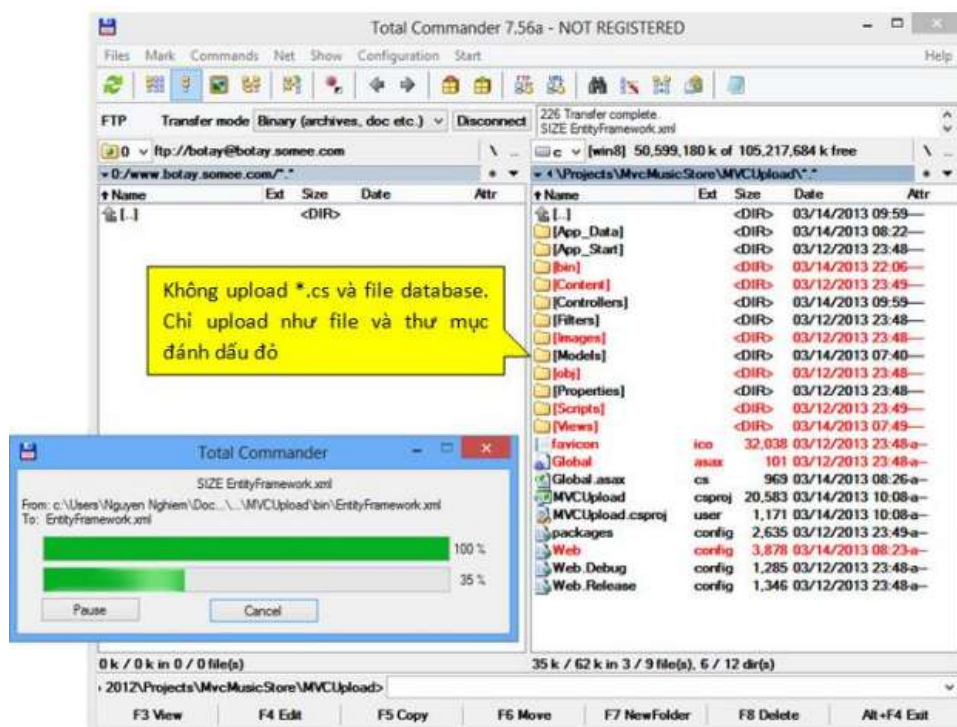 Total Commander 7.56a - NOT REGISTERED
Files Mark Commands Net Show Configuration Start Help
FTP Transfer mode Binary (archives, doc etc.) Disconnect
226 Transfer complete.
SIZE EntityFramework.xml
0 ftp://botay@botay.somee.com \ ..
c [win8] 50,599,180 k of 105,217,684 k free \ ..
0:/www.botay.somee.com/*.* * 
4\Projects\MvcMusicStore\MVCUpload\*.* *
Name Ext Size Date Attr
[..] <DIR>
Name Ext Size Date Attr
[..] <DIR> 03/14/2013 09:59----
[App_Data] <DIR> 03/14/2013 08:22----
[App_Start] <DIR> 03/12/2013 23:48----
[bin] <DIR> 03/14/2013 22:06----
[Content] <DIR> 03/12/2013 23:49----
[Controllers] <DIR> 03/14/2013 09:59----
[Filters] <DIR> 03/12/2013 23:48----
[Images] <DIR> 03/12/2013 23:48----
[Models] <DIR> 03/14/2013 07:40----
[obj] <DIR> 03/12/2013 23:48----
[Properties] <DIR> 03/12/2013 23:48----
[Scripts] <DIR> 03/12/2013 23:49----
[Views] <DIR> 03/14/2013 07:49----
favicon ico 32,038 03/12/2013 23:48-a--
Global asax 101 03/12/2013 23:48-a--
Global.asax cs 969 03/14/2013 08:26-a--
MVCUpload csproj 20,583 03/14/2013 10:08-a--
MVCUpload.csproj user 1,171 03/14/2013 10:08-a--
packages config 2,635 03/12/2013 23:49-a--
Web config 3,878 03/14/2013 08:23-a--
Web.Debug config 1,285 03/12/2013 23:48-a--
Web.Release config 1,346 03/12/2013 23:48-a--
Không upload *.cs và file database.
Chỉ upload như file và thư mục
đánh dấu đỏ
Total Commander
SIZE EntityFramework.xml
From: c:\Users\Nguyen Nghiem\Doc...\...\MVCUpload\bin\EntityFramework.xml
To: EntityFramework.xml
100 %
35 %
Pause Cancel
0 k / 0 k in 0 / 0 file(s)
35 k / 62 k in 3 / 9 file(s), 6 / 12 dir(s)
2012\Projects\MvcMusicStore\MVCUpload>
F3 View F4 Edit F5 Copy F6 Move F7 NewFolder F8 Delete Alt+F4 Exit